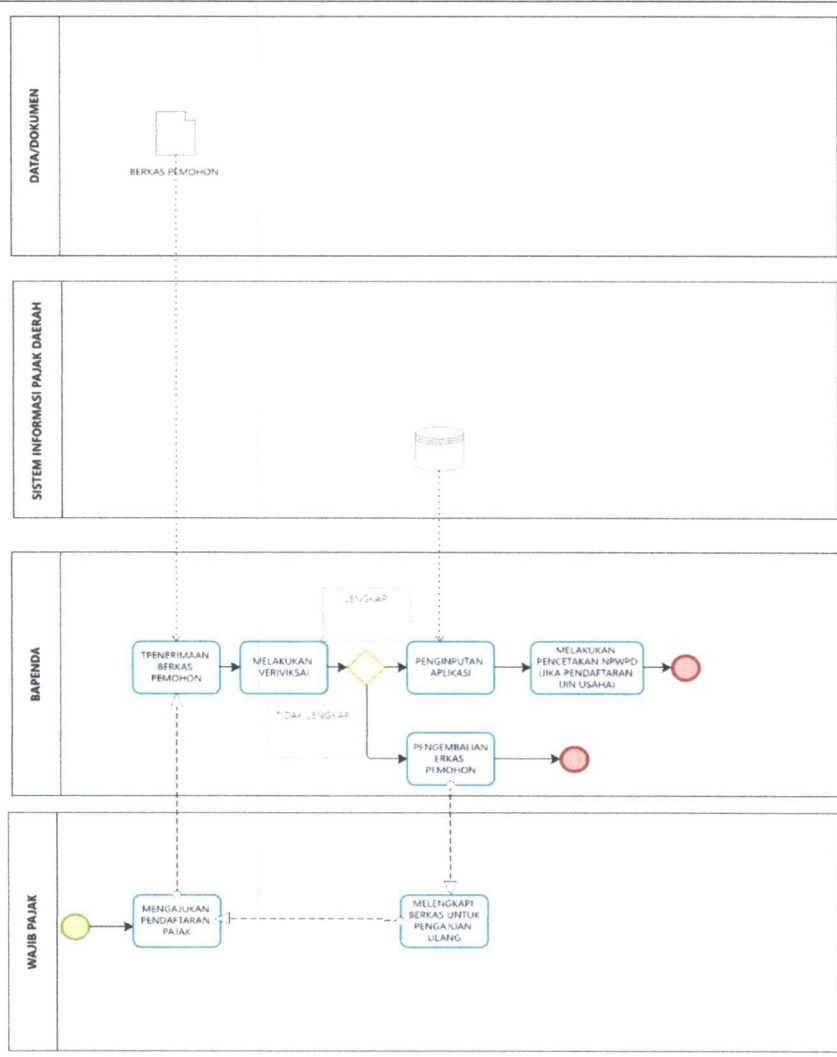 DATA/DOKUMEN
BERKAS PEMOHON
SISTEM INFORMASI PAJAK DAERAH
BAPENDA
LENGKAP
TPENERIMAAN
BERKAS
PEMOHON
MELAKUKAN
VERIVIKSAI
PENGINPUTAN
APLIKASI
MELAKUKAN
PENCETAKAN NPWPD
(JIKA PENDAFTARAN
IJIN USAHA)
TIDAK LENGKAP
PENGEMBALIAN
ERKAS
PEMOHON
WAJIB PAJAK
MENGAJUKAN
PENDAFTARAN
PAJAK
MELENGKAPI
BERKAS UNTUK
PENGAJUAN
ULANG